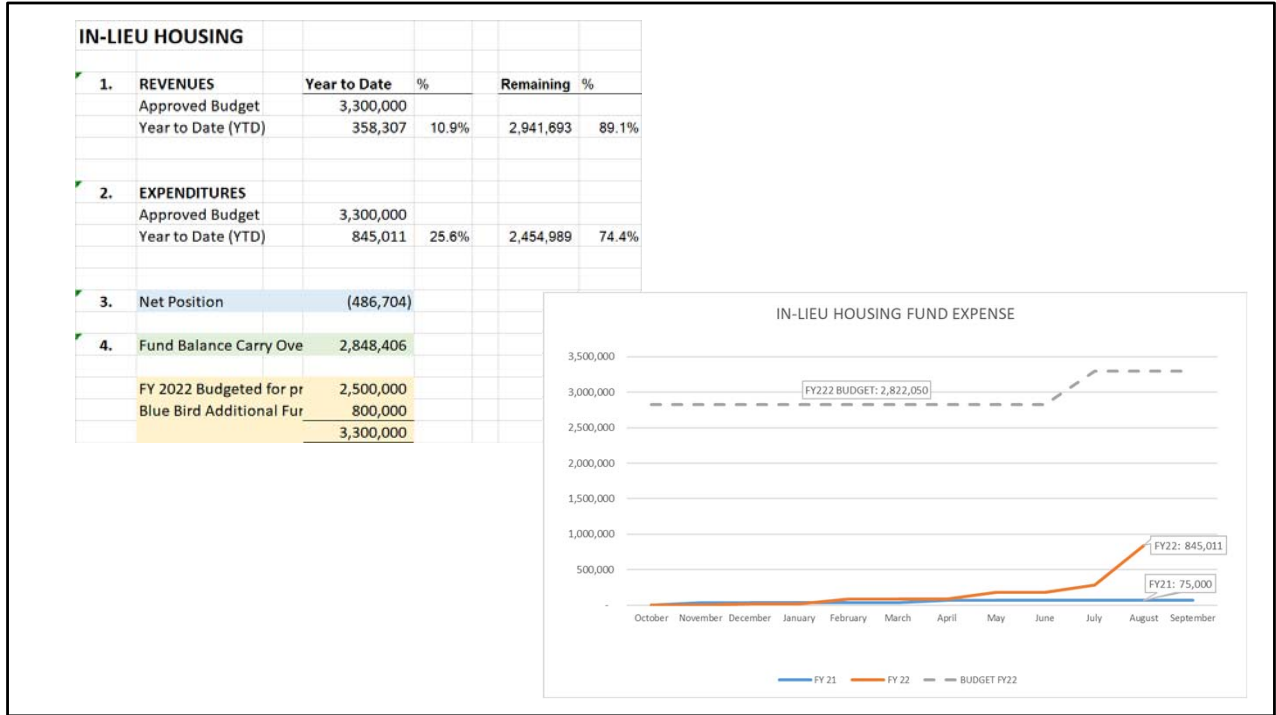 IN-LIEU HOUSING
1. REVENUES Year to Date % Remaining %
Approved Budget 3,300,000
Year to Date (YTD) 358,307 10.9% 2,941,693 89.1%
2. EXPENDITURES
Approved Budget 3,300,000
Year to Date (YTD) 845,011 25.6% 2,454,989 74.4%
3. Net Position (486,704)
4. Fund Balance Carry Ove 2,848,406
FY 2022 Budgeted for pr 2,500,000
Blue Bird Additional Fur 800,000
3,300,000
IN-LIEU HOUSING FUND EXPENSE
3,500,000
3,000,000
2,500,000
2,000,000
1,500,000
1,000,000
500,000
-
FY222 BUDGET: 2,822,050
FY22: 845,011
FY21: 75,000
October November December January February March April May June July August September
FY 21 FY 22 BUDGET FY22